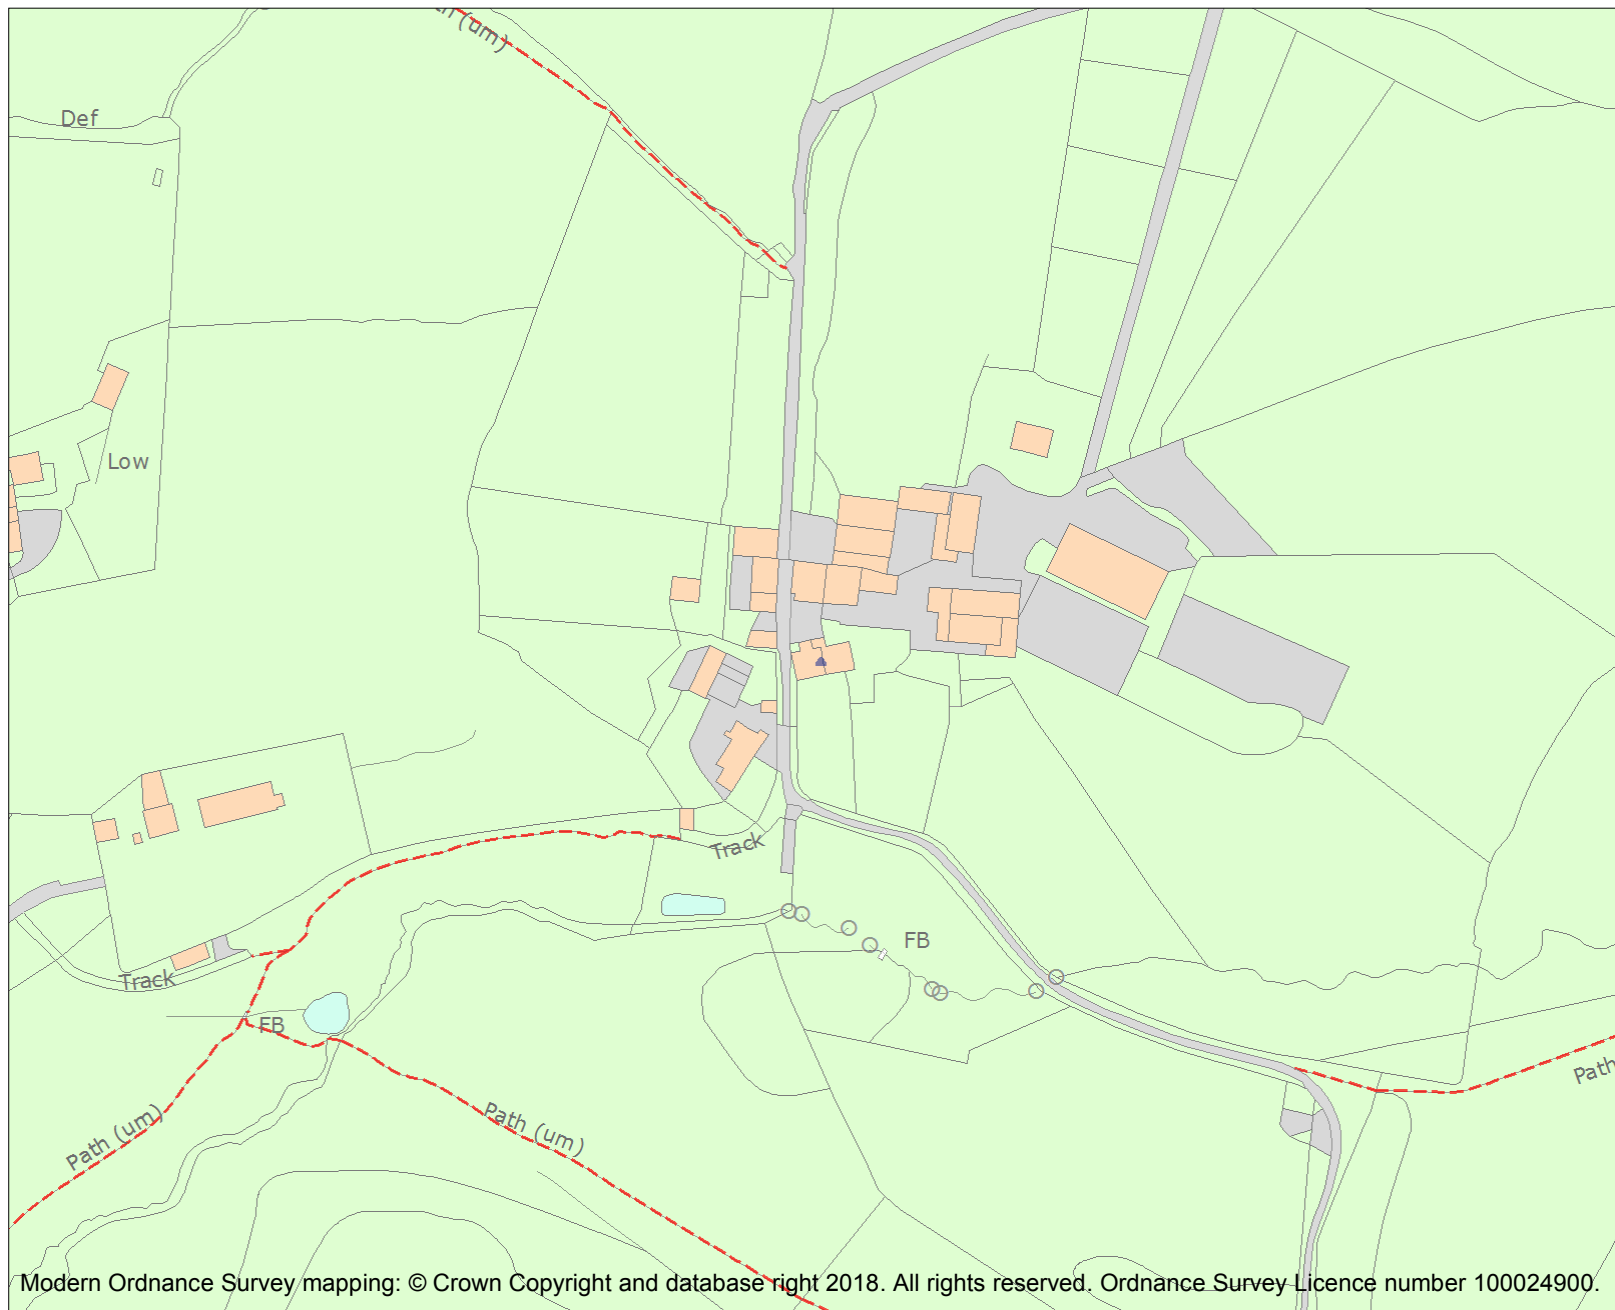 (um)
Def
Low
Track
FB
Track
FB
Path (um)
Path (um)
Path
Modern Ordnance Survey mapping: © Crown Copyright and database right 2018. All rights reserved. Ordnance Survey Licence number 100024900.